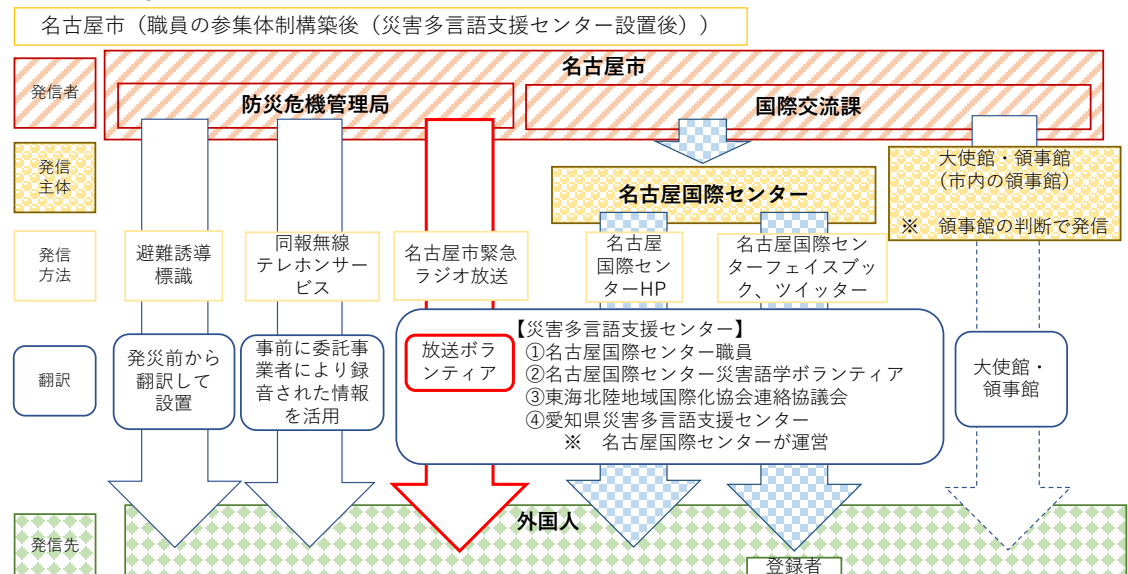 名古屋市（職員の参集体制構築後（災害多言語支援センター設置後））
発信者
名古屋市
防災危機管理局
国際交流課
発信
主体
名古屋国際センター
大使館・領事館
（市内の領事館）
※　領事館の判断で発信
発信
方法
避難誘導
標識
同報無線
テレホンサー
ビス
名古屋市緊急
ラジオ放送
名古屋
国際セン
ターHP
名古屋国際セン
ターフェイスブッ
ク、ツイッター
翻訳
発災前から
翻訳して
設置
事前に委託事
業者により録
音された情報
を活用
放送ボラ
ンティア
【災害多言語支援センター】
①名古屋国際センター職員
②名古屋国際センター災害語学ボランティア
③東海北陸地域国際化協会連絡協議会
④愛知県災害多言語支援センター
※　名古屋国際センターが運営
大使館・
領事館
発信先
外国人
登録者